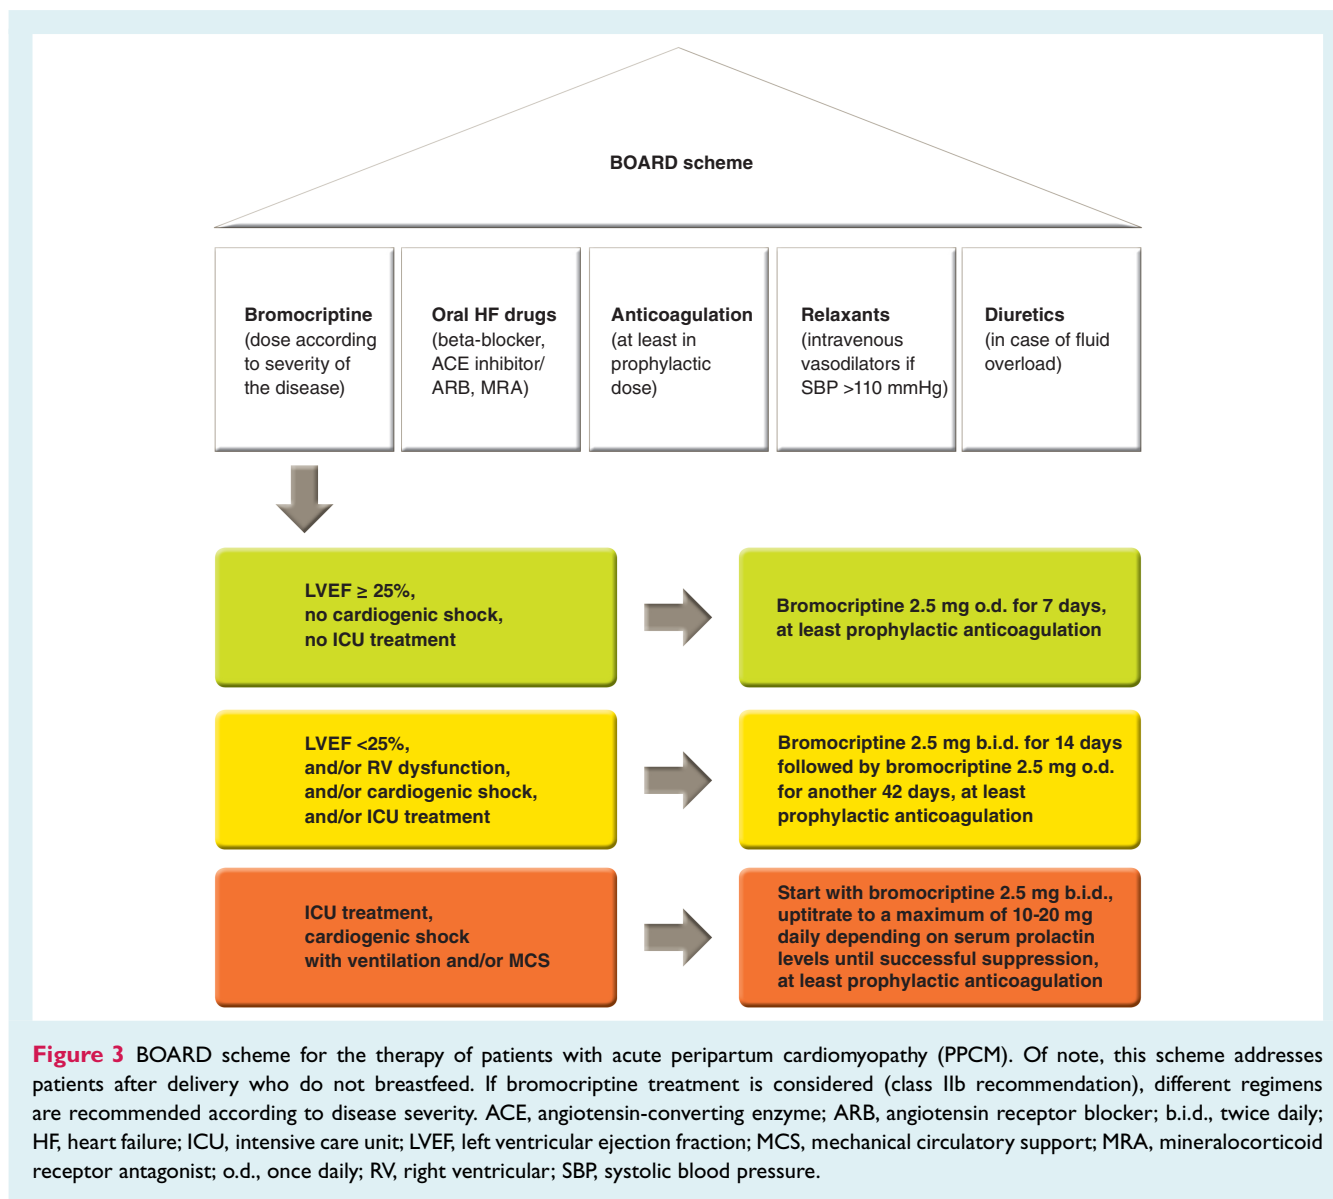 BOARD scheme
Bromocriptine
(dose according
to severity of
the disease)
Oral HF drugs
(beta-blocker,
ACE inhibitor/
ARB, MRA)
Anticoagulation
(at least in
prophylactic
dose)
Relaxants
(intravenous
vasodilators if
SBP >110 mmHg)
Diuretics
(in case of fluid
overload)
LVEF ≥ 25%,
no cardiogenic shock,
no ICU treatment
Bromocriptine 2.5 mg o.d. for 7 days,
at least prophylactic anticoagulation
LVEF <25%,
and/or RV dysfunction,
and/or cardiogenic shock,
and/or ICU treatment
Bromocriptine 2.5 mg b.i.d. for 14 days
followed by bromocriptine 2.5 mg o.d.
for another 42 days, at least
prophylactic anticoagulation
ICU treatment,
cardiogenic shock
with ventilation and/or MCS
Start with bromocriptine 2.5 mg b.i.d.,
uptitrate to a maximum of 10-20 mg
daily depending on serum prolactin
levels until successful suppression,
at least prophylactic anticoagulation
Figure 3 BOARD scheme for the therapy of patients with acute peripartum cardiomyopathy (PPCM). Of note, this scheme addresses
patients after delivery who do not breastfeed. If bromocriptine treatment is considered (class IIb recommendation), different regimens
are recommended according to disease severity. ACE, angiotensin-converting enzyme; ARB, angiotensin receptor blocker; b.i.d., twice daily;
HF, heart failure; ICU, intensive care unit; LVEF, left ventricular ejection fraction; MCS, mechanical circulatory support; MRA, mineralocorticoid
receptor antagonist; o.d., once daily; RV, right ventricular; SBP, systolic blood pressure.